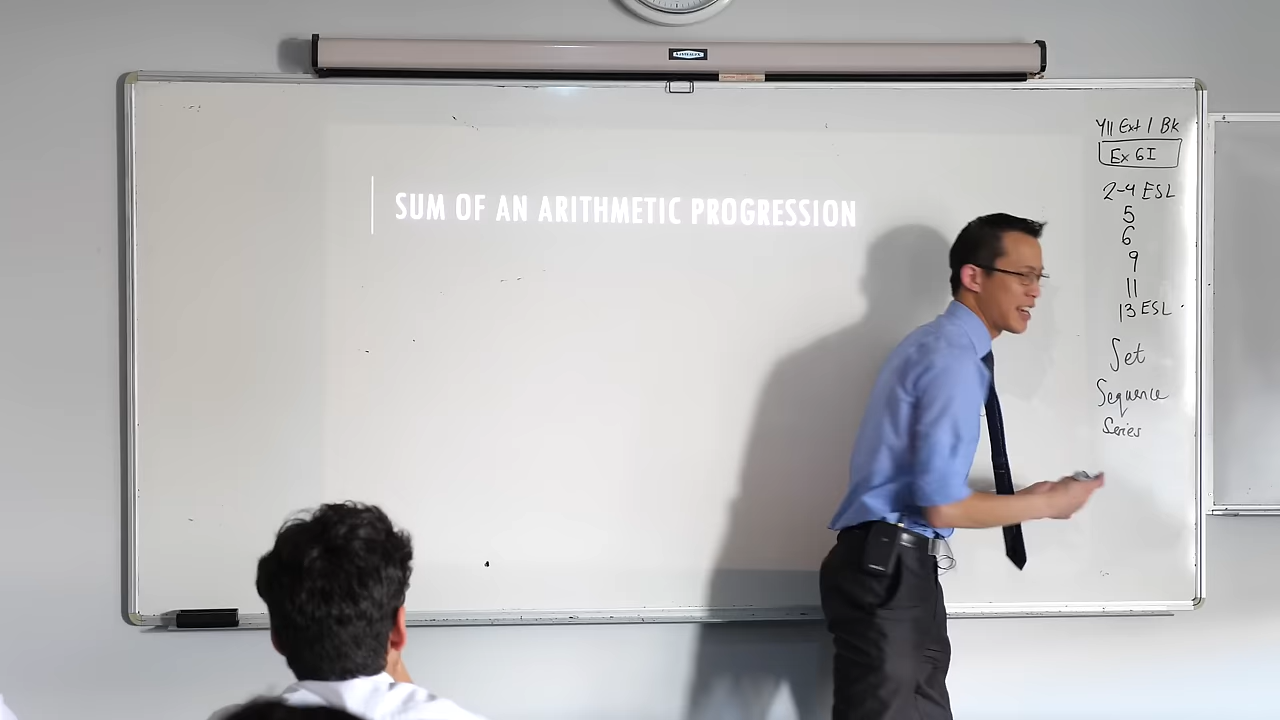 SUM OF AN ARITHMETIC PROGRESSION
Y11 Ext 1 Bk
Ex 6I
2-4 ESL
5
6
9
11
13 ESL
Set
Sequence
Series